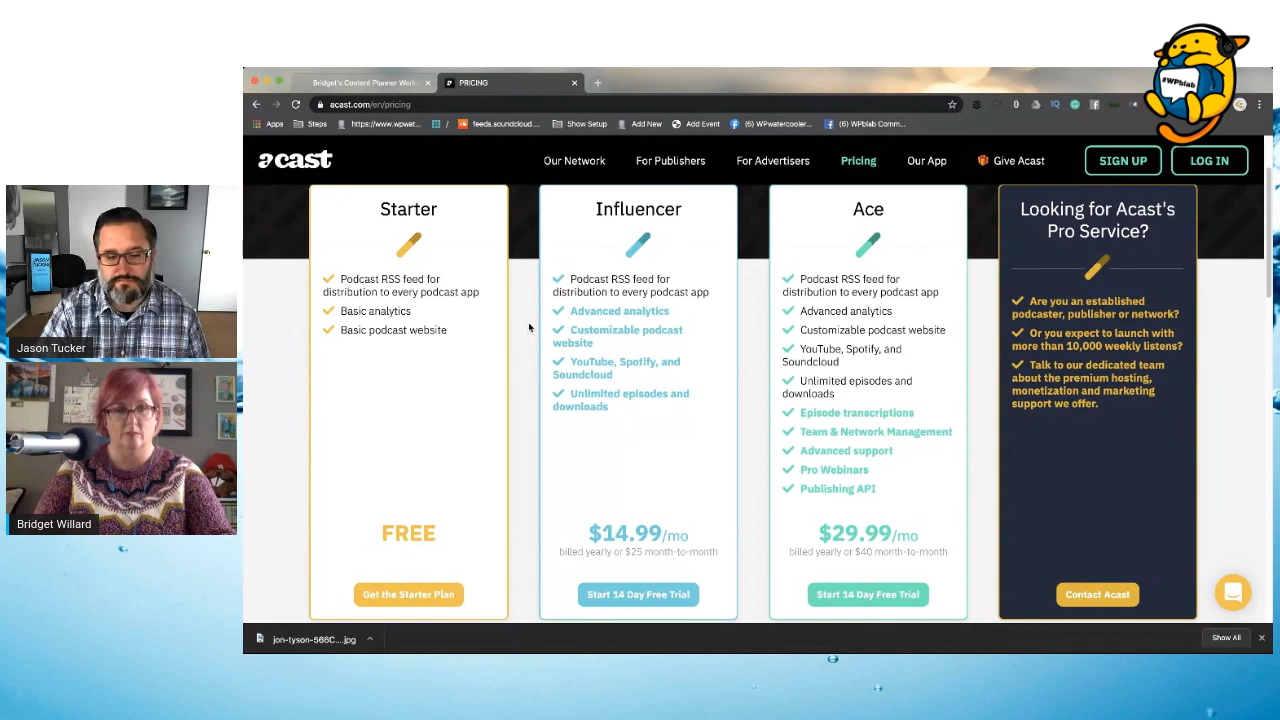 #WPblab
Bridget's Content Planner Work
PRICING
acast.com/en/pricing
Apps
Steps
https://www.wpwat...
feeds.soundcloud....
Show Setup
Add New
Add Event
(6) WPwatercooler...
(6) WPblab Comm...
acast
Our Network
For Publishers
For Advertisers
Pricing
Our App
Give Acast
SIGN UP
LOG IN
Starter
Podcast RSS feed for
distribution to every podcast app
Basic analytics
Basic podcast website
FREE
Get the Starter Plan
Influencer
Podcast RSS feed for
distribution to every podcast app
Advanced analytics
Customizable podcast
website
YouTube, Spotify, and
Soundcloud
Unlimited episodes and
downloads
$14.99/mo
billed yearly or $25 month-to-month
Start 14 Day Free Trial
Ace
Podcast RSS feed for
distribution to every podcast app
Advanced analytics
Customizable podcast website
YouTube, Spotify, and
Soundcloud
Unlimited episodes and
downloads
Episode transcriptions
Team & Network Management
Advanced support
Pro Webinars
Publishing API
$29.99/mo
billed yearly or $40 month-to-month
Start 14 Day Free Trial
Looking for Acast's
Pro Service?
Are you an established
podcaster, publisher or network?
Or you expect to launch with
more than 10,000 weekly listens?
Talk to our dedicated team
about the premium hosting,
monetization and marketing
support we offer.
Contact Acast
JASON
TUCKER
Jason Tucker
Bridget Willard
jon-tyson-566C....jpg
Show All